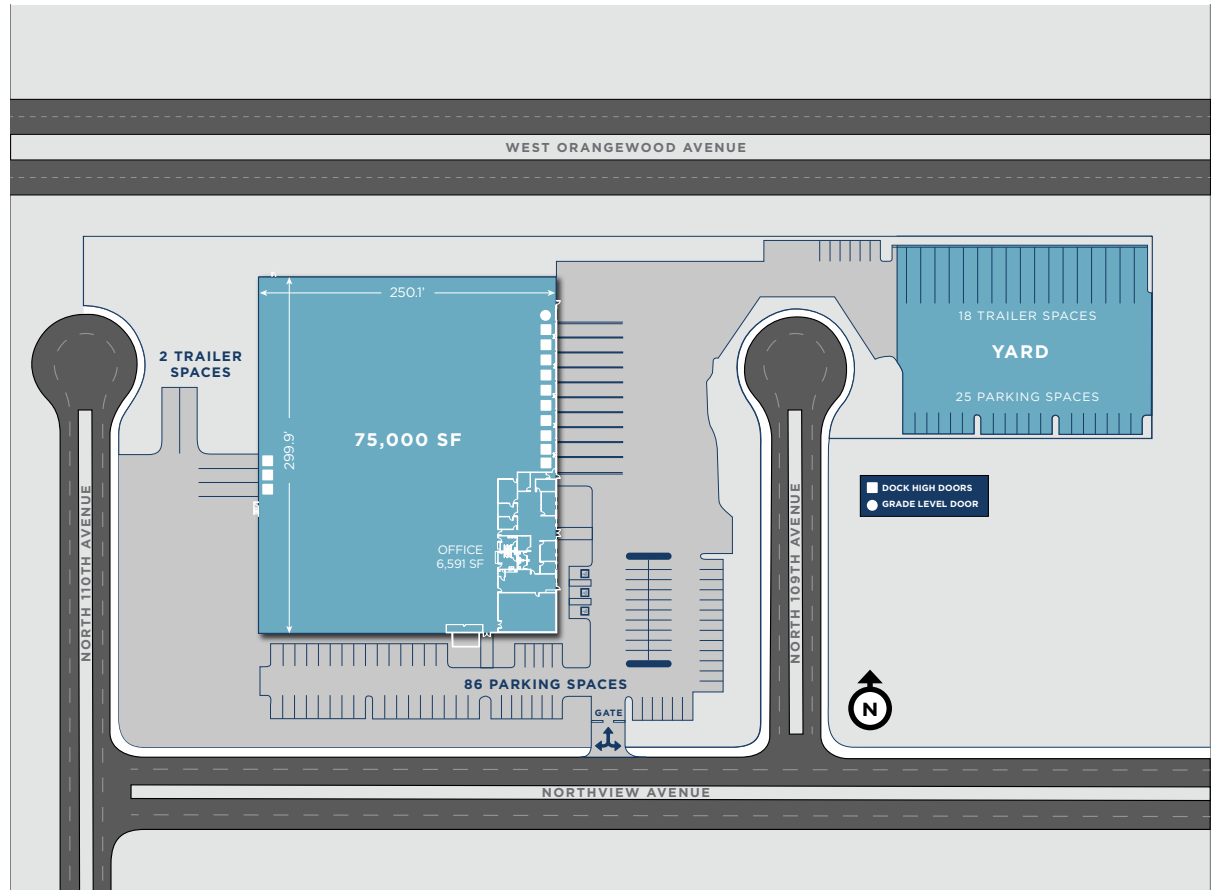 WEST ORANGEWOOD AVENUE
250.1'
18 TRAILER SPACES
YARD
2 TRAILER
SPACES
25 PARKING SPACES
299.9'
75,000 SF
DOCK HIGH DOORS
GRADE LEVEL DOOR
NORTH 110TH AVENUE
NORTH 109TH AVENUE
OFFICE
6,591 SF
86 PARKING SPACES
GATE
N
NORTHVIEW AVENUE